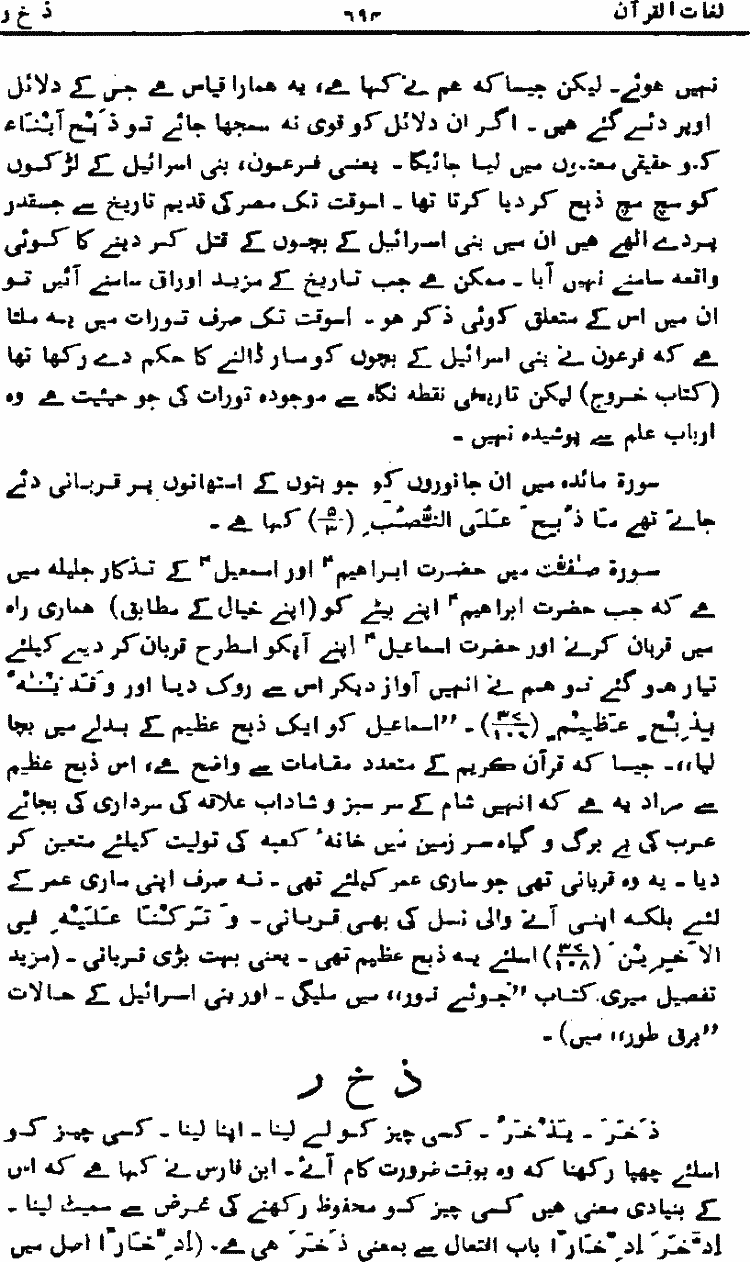 لغات القرآن ٦٩٣ ذ خ ر
نہیں ہوئے۔ لیکن جیسا کہ ہم نے کہا ہے، یہ ہمارا قیاس ہے جس کے دلائل
اوپر دئے گئے ہیں ۔ اگر ان دلائل کو قوی نہ سمجھا جائے تو ذَبْحِ اَبْنَاء
کو حقیقی معنوں میں لیا جائیگا ۔ یعنی فرعون، بنی اسرائیل کے لڑکوں
کو سچ مچ ذبح کر دیا کرتا تھا ۔ اسوقت تک مصر کی قدیم تاریخ سے جسقدر
پردے اٹھے ہیں ان میں بنی اسرائیل کے بچوں کے قتل کر دینے کا کوئی
واقعہ سامنے نہیں آیا ۔ ممکن ہے جب تاریخ کے مزید اوراق سامنے آئیں تو
ان میں اس کے متعلق کوئی ذکر ہو ۔ اسوقت تک صرف تورات میں یہ ملتا
ہے کہ فرعون نے بنی اسرائیل کے بچوں کو مار ڈالنے کا حکم دے رکھا تھا
(کتاب خروج) لیکن تاریخی نقطہ نگاہ سے موجودہ تورات کی جو حیثیت ہے وہ
ارباب علم سے پوشیدہ نہیں ۔
سورۃ مائدہ میں ان جانوروں کو جو بتوں کے استھانوں پر قربانی دئے
جاتے تھے مَا ذُبِحَ عَلَی النُّصُبِ (۵/۳) کہا ہے ۔
سورۃ صٰفّٰت میں حضرت ابراہیمؑ اور اسمعیلؑ کے تذکار جلیلہ میں
ہے کہ جب حضرت ابراہیمؑ اپنے بیٹے کو (اپنے خیال کے مطابق) ہماری راہ
میں قربان کرنے اور حضرت اسماعیلؑ اپنے آپکو اسطرح قربان کر دینے کیلئے
تیار ہو گئے تو ہم نے انہیں آواز دیکر اس سے روک دیا اور وَ فَدَیْنٰہُ
بِذِبْحٍ عَظِیْمٍ (۳۷/۱۰۷)۔ ”اسماعیل کو ایک ذبح عظیم کے بدلے میں بچا
لیا،،۔ جیسا کہ قرآن کریم کے متعدد مقامات سے واضح ہے، اس ذبح عظیم
سے مراد یہ ہے کہ انہیں شام کے سر سبز و شاداب علاقہ کی سرداری کی بجائے
عرب کی بے برگ و گیاہ سر زمین میں خانۂ کعبہ کی تولیت کیلئے متعین کر
دیا ۔ یہ وہ قربانی تھی جو ساری عمر کیلئے تھی ۔ نہ صرف اپنی ساری عمر کے
لئے بلکہ اپنی آنے والی نسل کی بھی قربانی ۔ وَ تَرَکْنَا عَلَیْہِ فِی
الْاٰخِرِیْنَ (۳۷/۱۰۸) اسلئے یہ ذبح عظیم تھی ۔ یعنی بہت بڑی قربانی ۔ (مزید
تفصیل میری کتاب ”جوئے نور،، میں ملیگی ۔ اور بنی اسرائیل کے حالات
”برق طور،، میں) ۔
ذ خ ر
ذَخَرَ ۔ یَذْخَرُ ۔ کسی چیز کو لے لینا ۔ اپنا لینا ۔ کسی چیز کو
اسلئے چھپا رکھنا کہ وہ بوقت ضرورت کام آئے ۔ ابن فارس نے کہا ہے کہ اس
کے بنیادی معنی ہیں کسی چیز کو محفوظ رکھنے کی غرض سے سمیٹ لینا ۔
اِدَّخَرَ اِدِّخَارًا باب افتعال سے بمعنی ذَخَرَ ہی ہے۔ (اِدِّخَارًا اصل میں